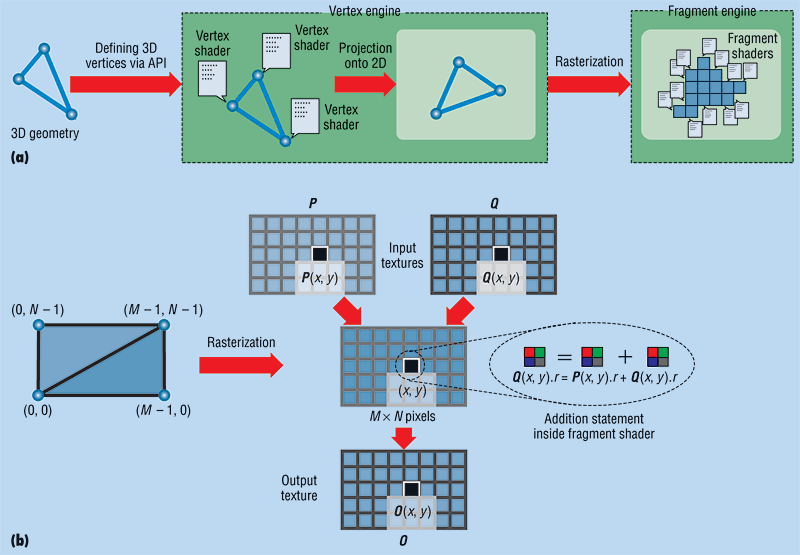 Vertex engine
Fragment engine
Defining 3D
vertices via API
Vertex
shader
Vertex
shader
Vertex
shader
Projection
onto 2D
Rasterization
Fragment
shaders
3D geometry
(a)
P
Q
Input
textures
P(x, y)
Q(x, y)
(0, N – 1)
(M – 1, N – 1)
Rasterization
(0, 0)
(M – 1, 0)
(x, y)
M × N pixels
= +
Q(x, y).r = P(x, y).r + Q(x, y).r
Addition statement
inside fragment shader
Output
texture
O(x, y)
O
(b)